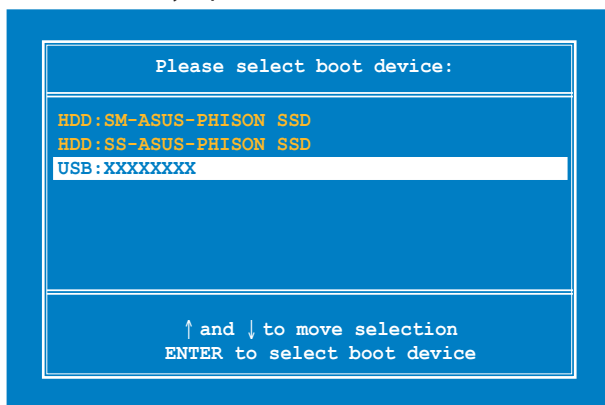 Please select boot device:
HDD:SM-ASUS-PHISON SSD
HDD:SS-ASUS-PHISON SSD
USB:XXXXXXXX
↑ and ↓ to move selection
ENTER to select boot device